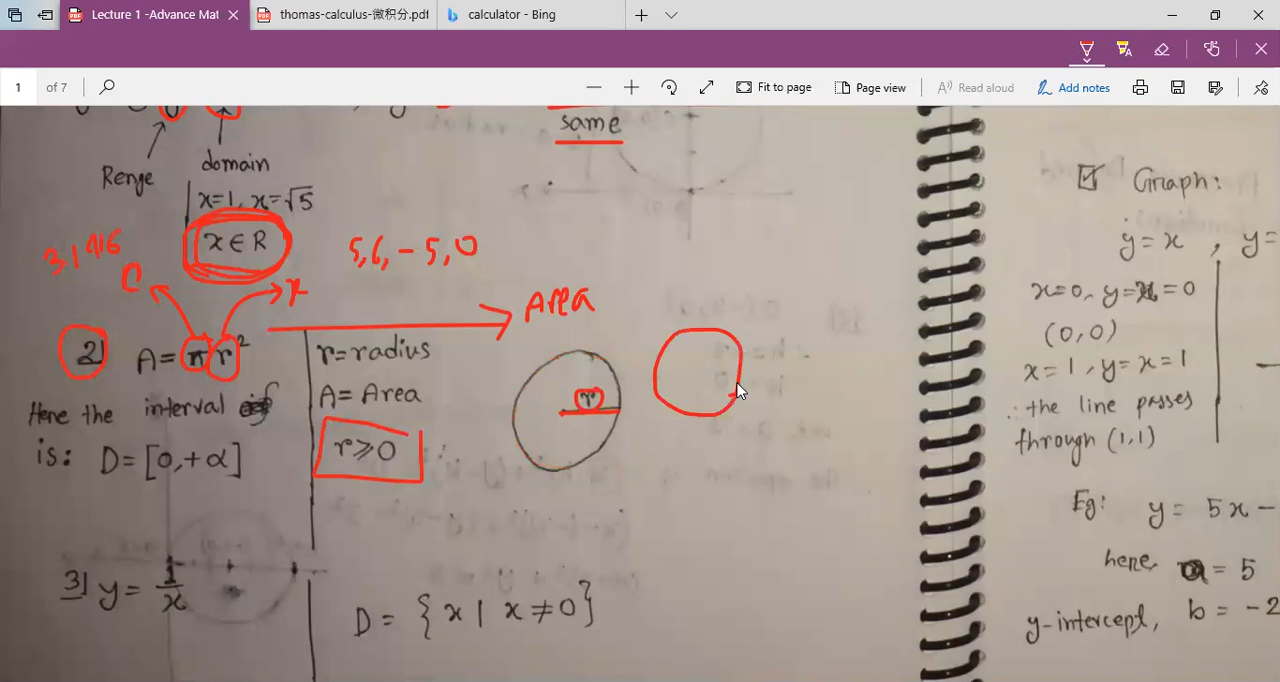 Lecture 1 -Advance Mat
thomas-calculus-微积分.pdf
calculator - Bing
1 of 7
Fit to page
Page view
Read aloud
Add notes
same
Renge
domain
x=1, x=√5
x ∈ R
5,6,-5,0
3.1416
C
x
Area
2] A = πr²
r=radius
A=Area
r⩾0
r
Here the interval
is: D=[0,+α]
3] y = 1/x
D = {x | x ≠ 0}
Graph:
y = x , y =
x=0, y=x=0
(0,0)
x=1, y=x=1
∴ the line passes
through (1,1)
Eg: y = 5x -
here, a = 5
y-intercept, b = -2